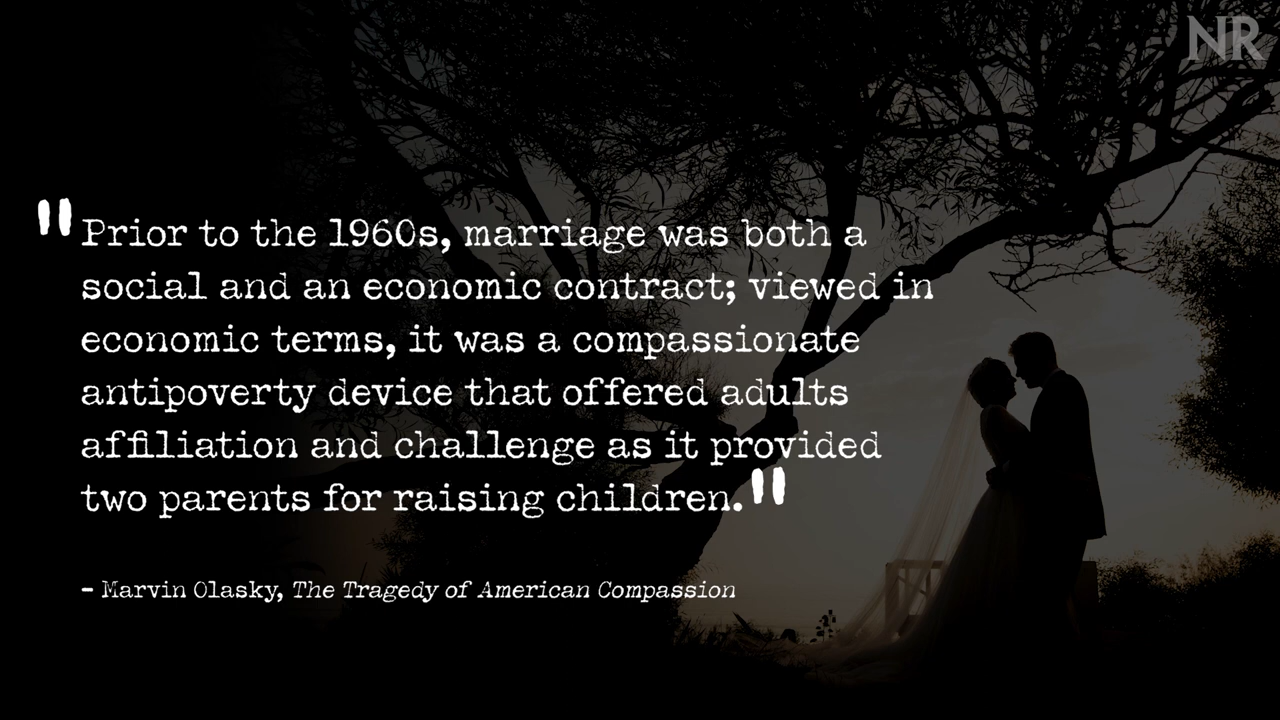 NR
"Prior to the 1960s, marriage was both a
social and an economic contract; viewed in
economic terms, it was a compassionate
antipoverty device that offered adults
affiliation and challenge as it provided
two parents for raising children."
– Marvin Olasky, The Tragedy of American Compassion